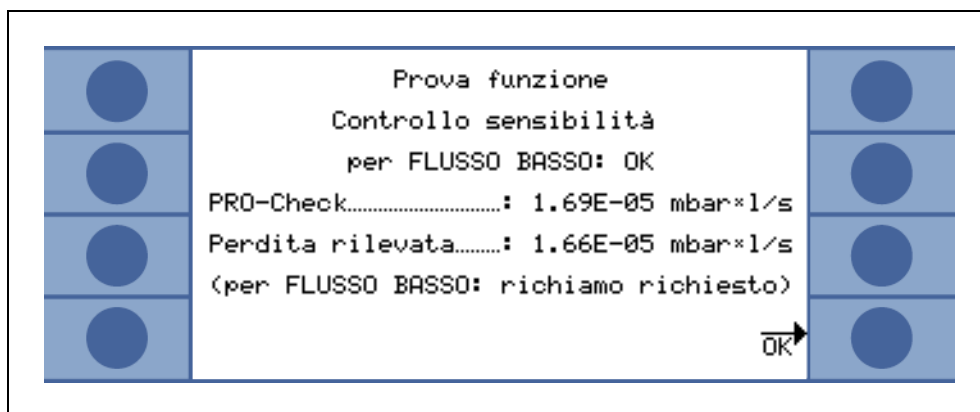 Prova funzione
Controllo sensibilità
per FLUSSO BASSO: OK
PRO-Check……………………………: 1.69E-05 mbar*l/s
Perdita rilevata………: 1.66E-05 mbar*l/s
(per FLUSSO BASSO: richiamo richiesto)
OK